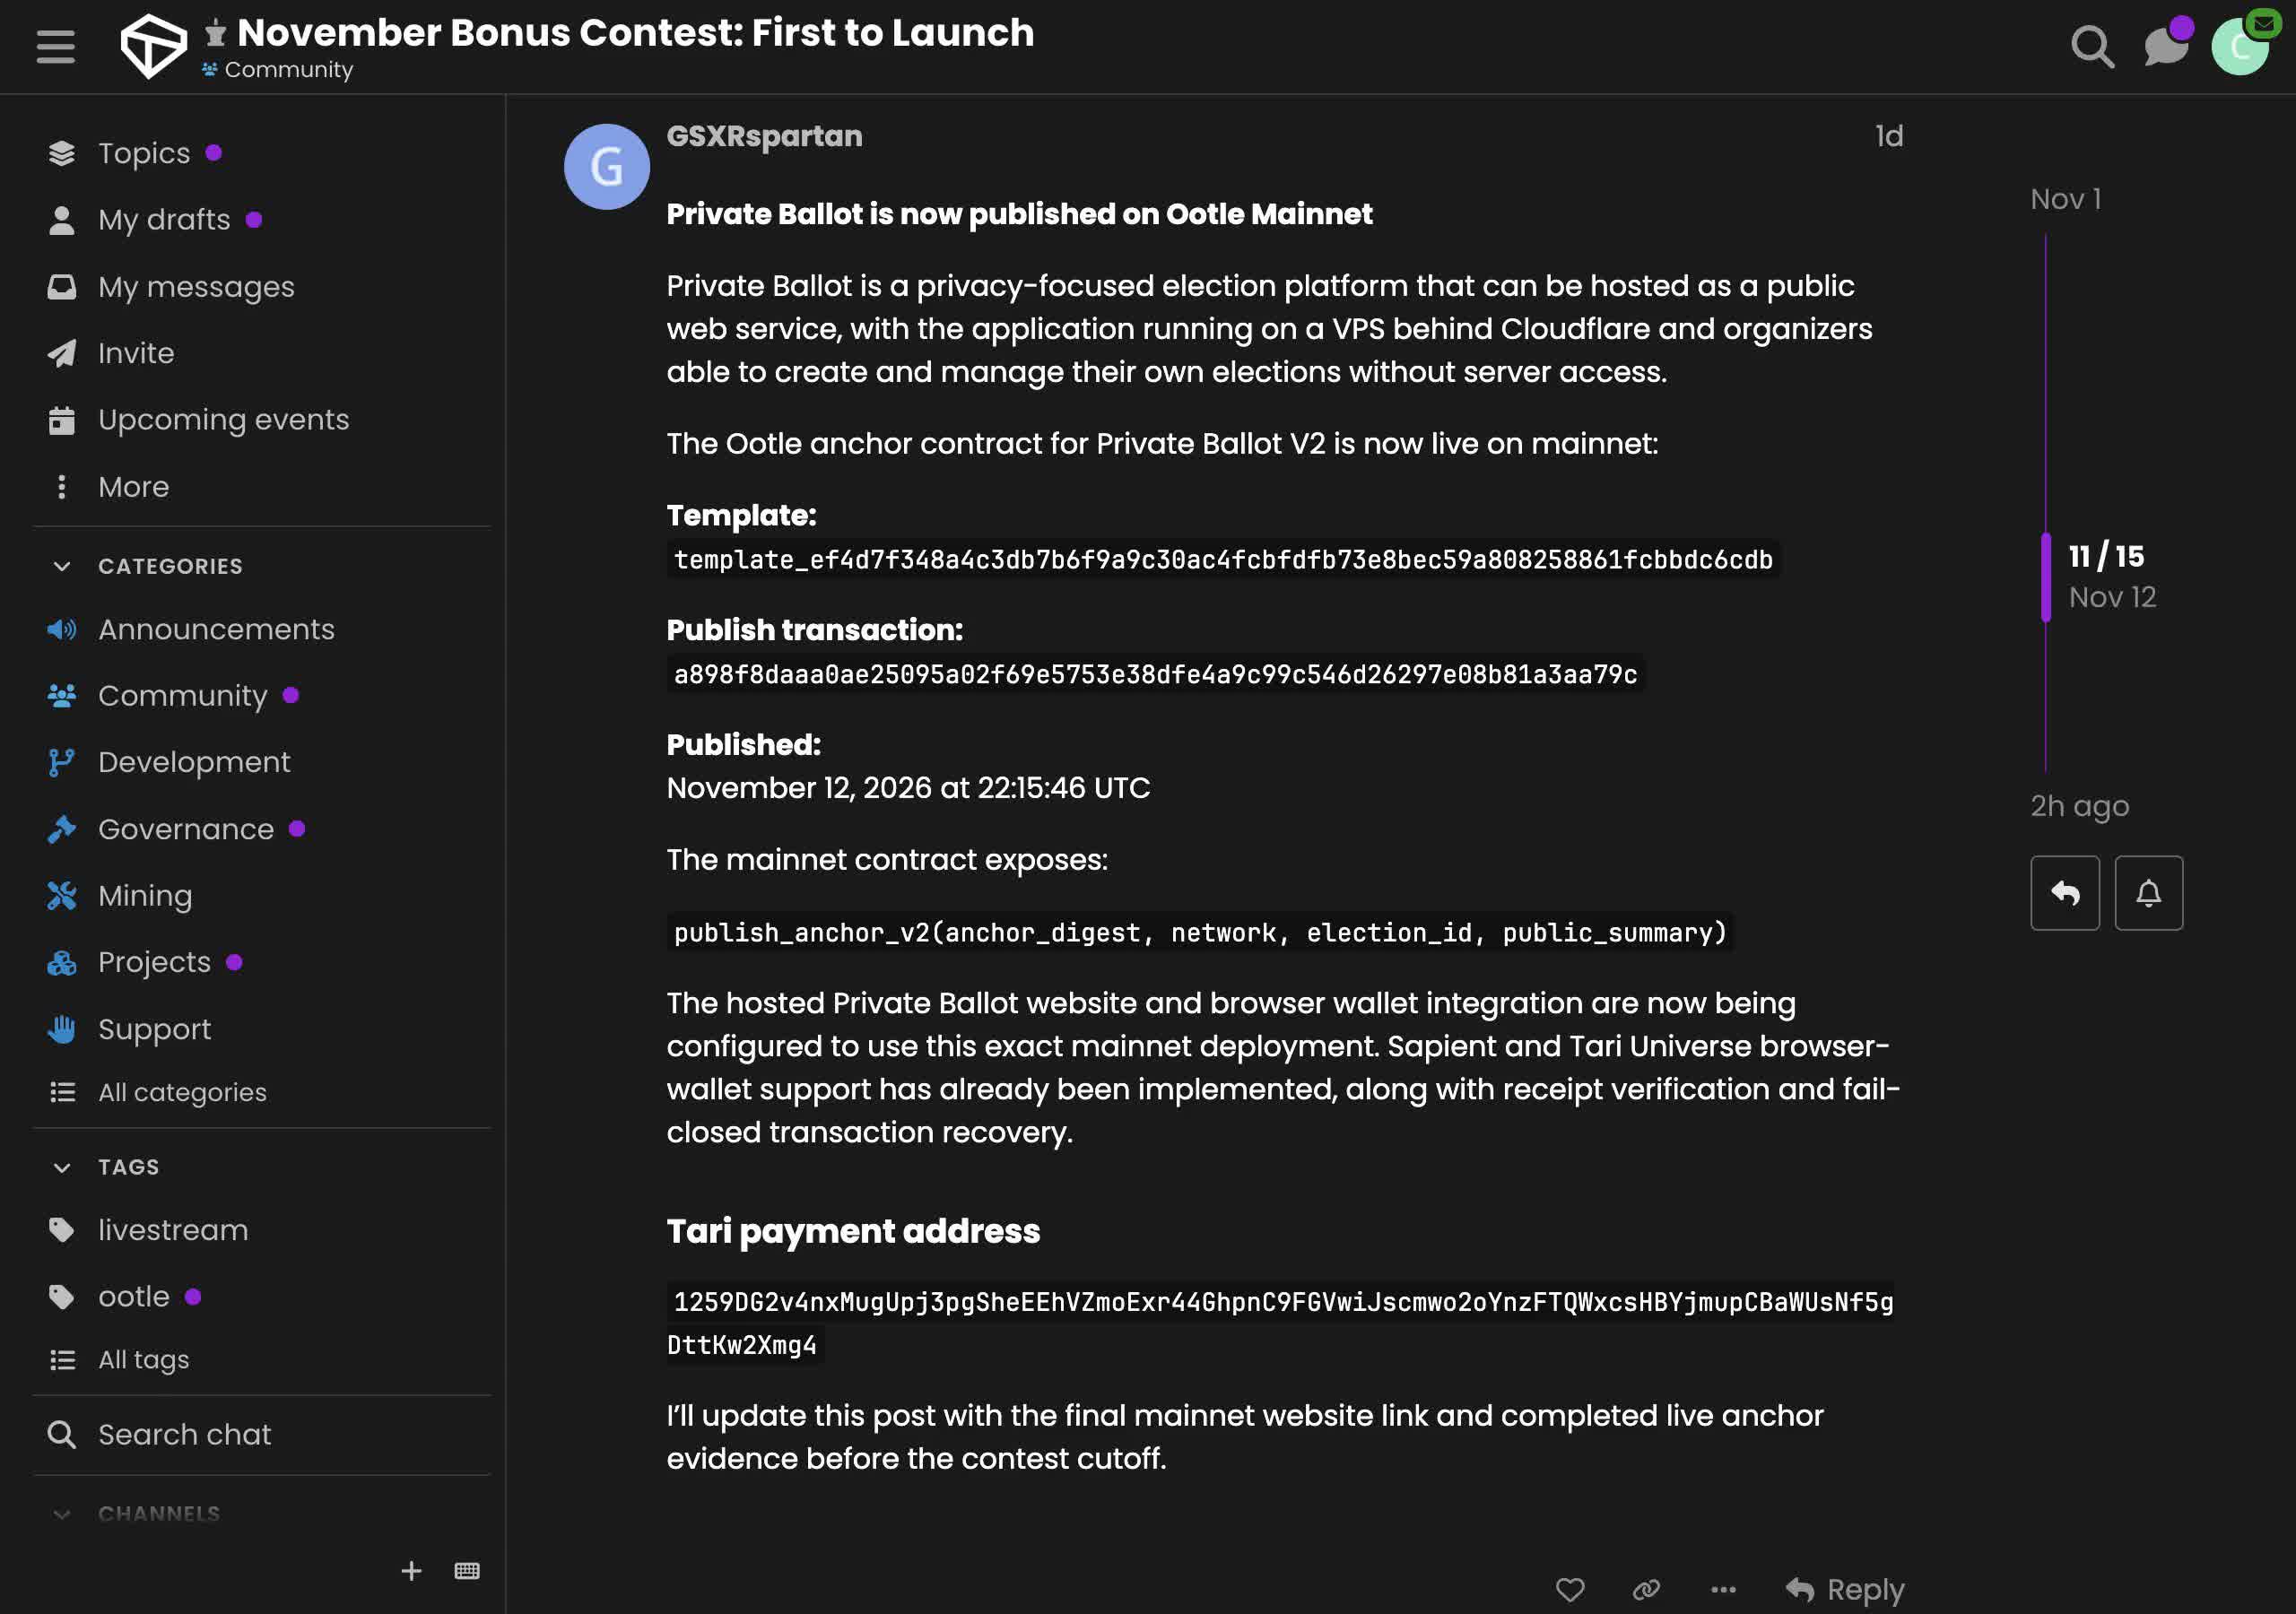 November Bonus Contest: First to Launch
Community
C
Topics
My drafts
My messages
Invite
Upcoming events
More
CATEGORIES
Announcements
Community
Development
Governance
Mining
Projects
Support
All categories
TAGS
livestream
ootle
All tags
Search chat
CHANNELS
G
GSXRspartan
1d
Private Ballot is now published on Ootle Mainnet
Private Ballot is a privacy-focused election platform that can be hosted as a public
web service, with the application running on a VPS behind Cloudflare and organizers
able to create and manage their own elections without server access.
The Ootle anchor contract for Private Ballot V2 is now live on mainnet:
Template:
template_ef4d7f348a4c3db7b6f9a9c30ac4fcbfdfb73e8bec59a808258861fcbbdc6cdb
Publish transaction:
a898f8daaa0ae25095a02f69e5753e38dfe4a9c99c546d26297e08b81a3aa79c
Published:
November 12, 2026 at 22:15:46 UTC
The mainnet contract exposes:
publish_anchor_v2(anchor_digest, network, election_id, public_summary)
The hosted Private Ballot website and browser wallet integration are now being
configured to use this exact mainnet deployment. Sapient and Tari Universe browser-
wallet support has already been implemented, along with receipt verification and fail-
closed transaction recovery.
Tari payment address
1259DG2v4nxMugUpj3pgSheEEhVZmoExr44GhpnC9FGVwiJscmwo2oYnzFTQWxcsHBYjmupCBaWUsNf5g
DttKw2Xmg4
I’ll update this post with the final mainnet website link and completed live anchor
evidence before the contest cutoff.
Reply
Nov 1
11 / 15
Nov 12
2h ago